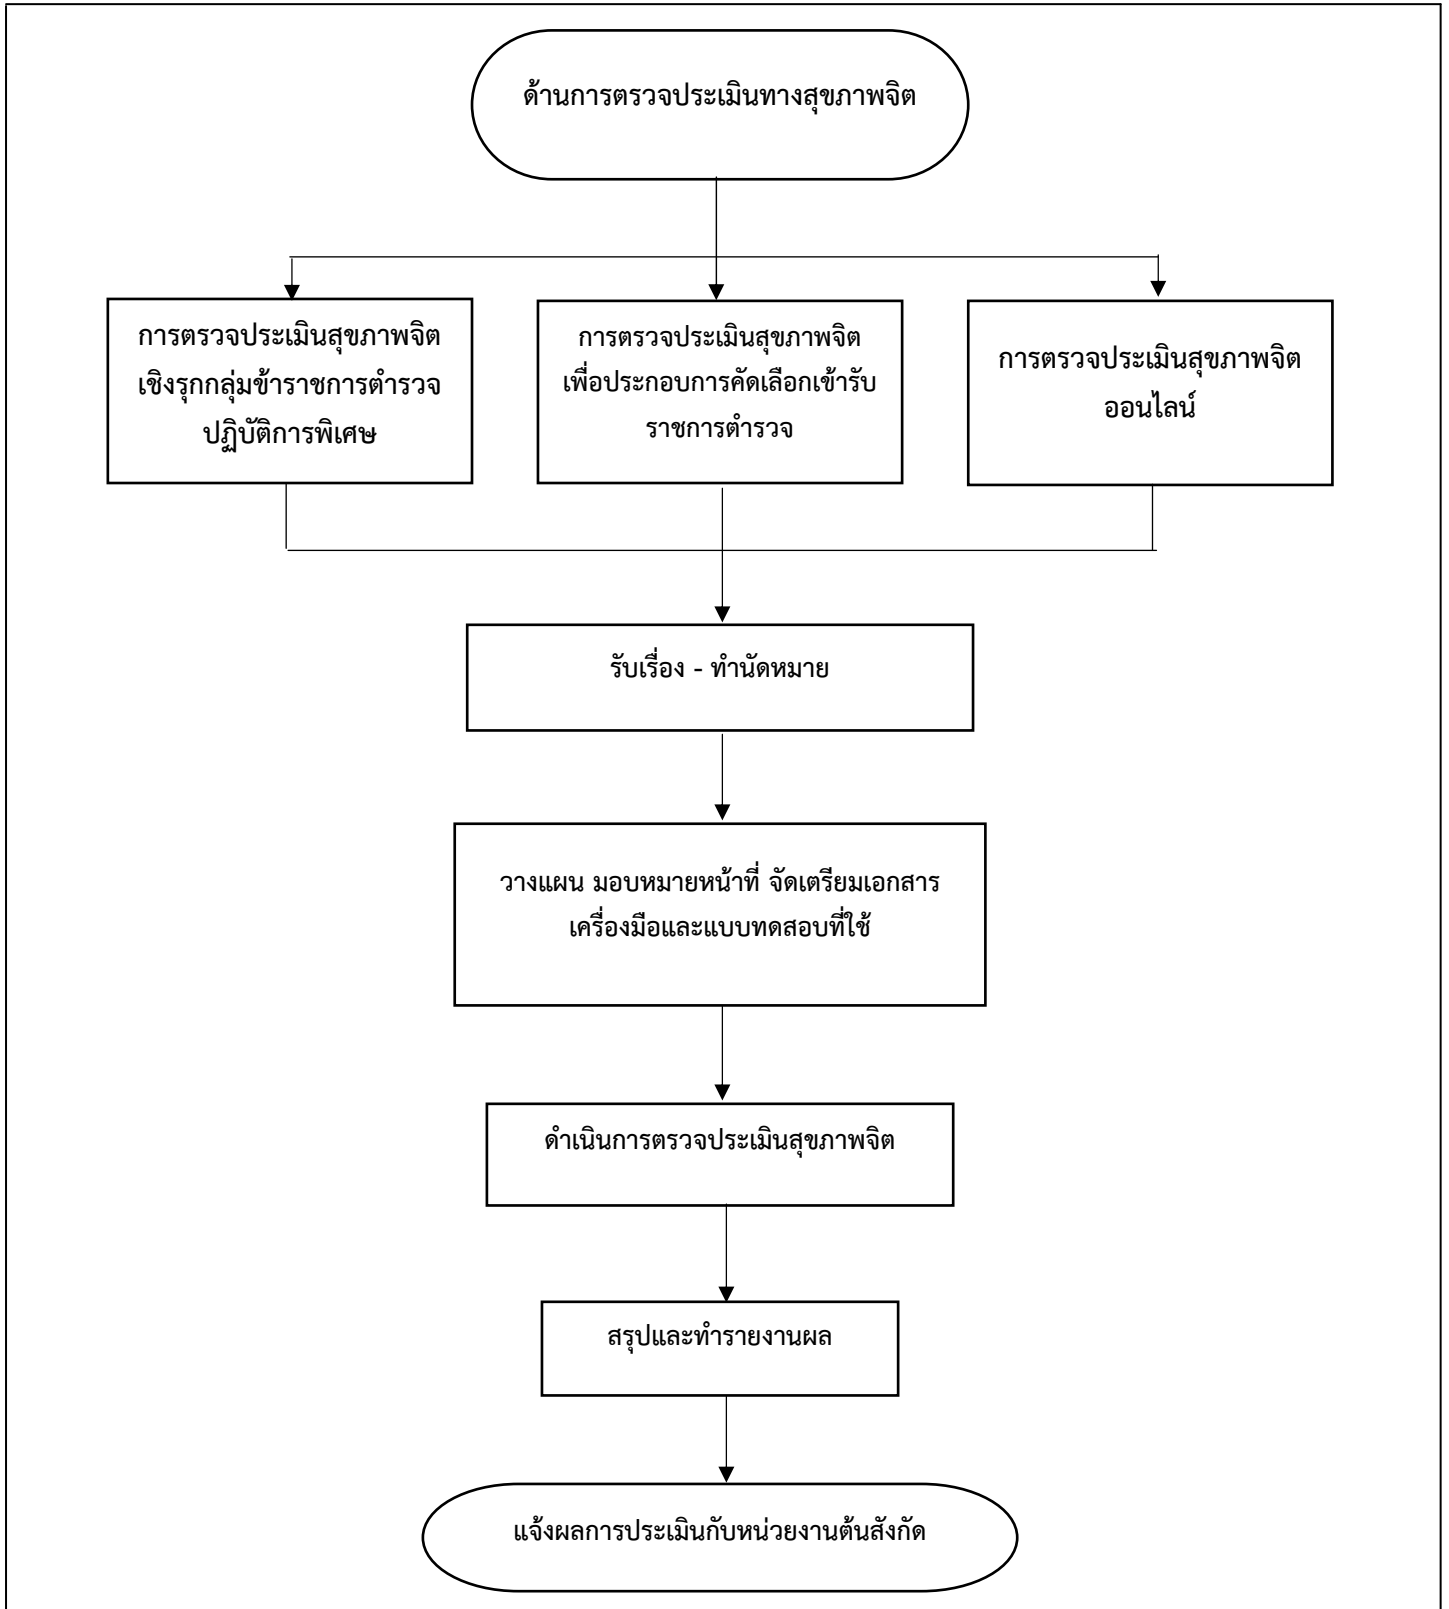 ด้านการตรวจประเมินทางสุขภาพจิต
การตรวจประเมินสุขภาพจิต
เชิงรุกกลุ่มข้าราชการตำรวจ
ปฏิบัติการพิเศษ
การตรวจประเมินสุขภาพจิต
เพื่อประกอบการคัดเลือกเข้ารับ
ราชการตำรวจ
การตรวจประเมินสุขภาพจิต
ออนไลน์
รับเรื่อง - ทำนัดหมาย
วางแผน มอบหมายหน้าที่ จัดเตรียมเอกสาร
เครื่องมือและแบบทดสอบที่ใช้
ดำเนินการตรวจประเมินสุขภาพจิต
สรุปและทำรายงานผล
แจ้งผลการประเมินกับหน่วยงานต้นสังกัด